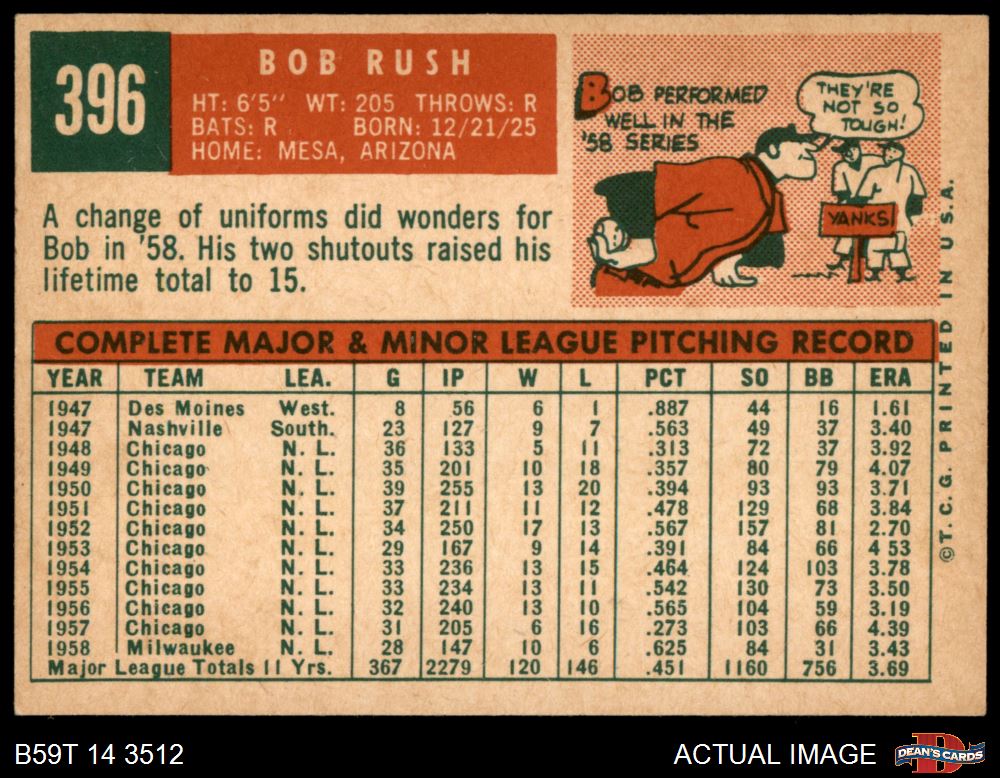 396
BOB RUSH
HT: 6'5" WT: 205 THROWS: R
BATS: R BORN: 12/21/25
HOME: MESA, ARIZONA
A change of uniforms did wonders for
Bob in '58. His two shutouts raised his
lifetime total to 15.
BOB PERFORMED
WELL IN THE
'58 SERIES
THEY'RE
NOT SO
TOUGH!
YANKS
COMPLETE MAJOR & MINOR LEAGUE PITCHING RECORD
YEAR TEAM LEA. G IP W L PCT SO BB ERA
1947 Des Moines West. 8 56 6 1 .887 44 16 1.61
1947 Nashville South. 23 127 9 7 .563 49 37 3.40
1948 Chicago N. L. 36 133 5 11 .313 72 37 3.92
1949 Chicago N. L. 35 201 10 18 .357 80 79 4.07
1950 Chicago N. L. 39 255 13 20 .394 93 93 3.71
1951 Chicago N. L. 37 211 11 12 .478 129 68 3.84
1952 Chicago N. L. 34 250 17 13 .567 157 81 2.70
1953 Chicago N. L. 29 167 9 14 .391 84 66 4 53
1954 Chicago N. L. 33 236 13 15 .464 124 103 3.78
1955 Chicago N. L. 33 234 13 11 .542 130 73 3.50
1956 Chicago N. L. 32 240 13 10 .565 104 59 3.19
1957 Chicago N. L. 31 205 6 16 .273 103 66 4.39
1958 Milwaukee N. L. 28 147 10 6 .625 84 31 3.43
Major League Totals 11 Yrs. 367 2279 120 146 .451 1160 756 3.69
©T. C. G. PRINTED IN U.S.A.
B59T 14 3512
ACTUAL IMAGE
DEAN'S CARDS